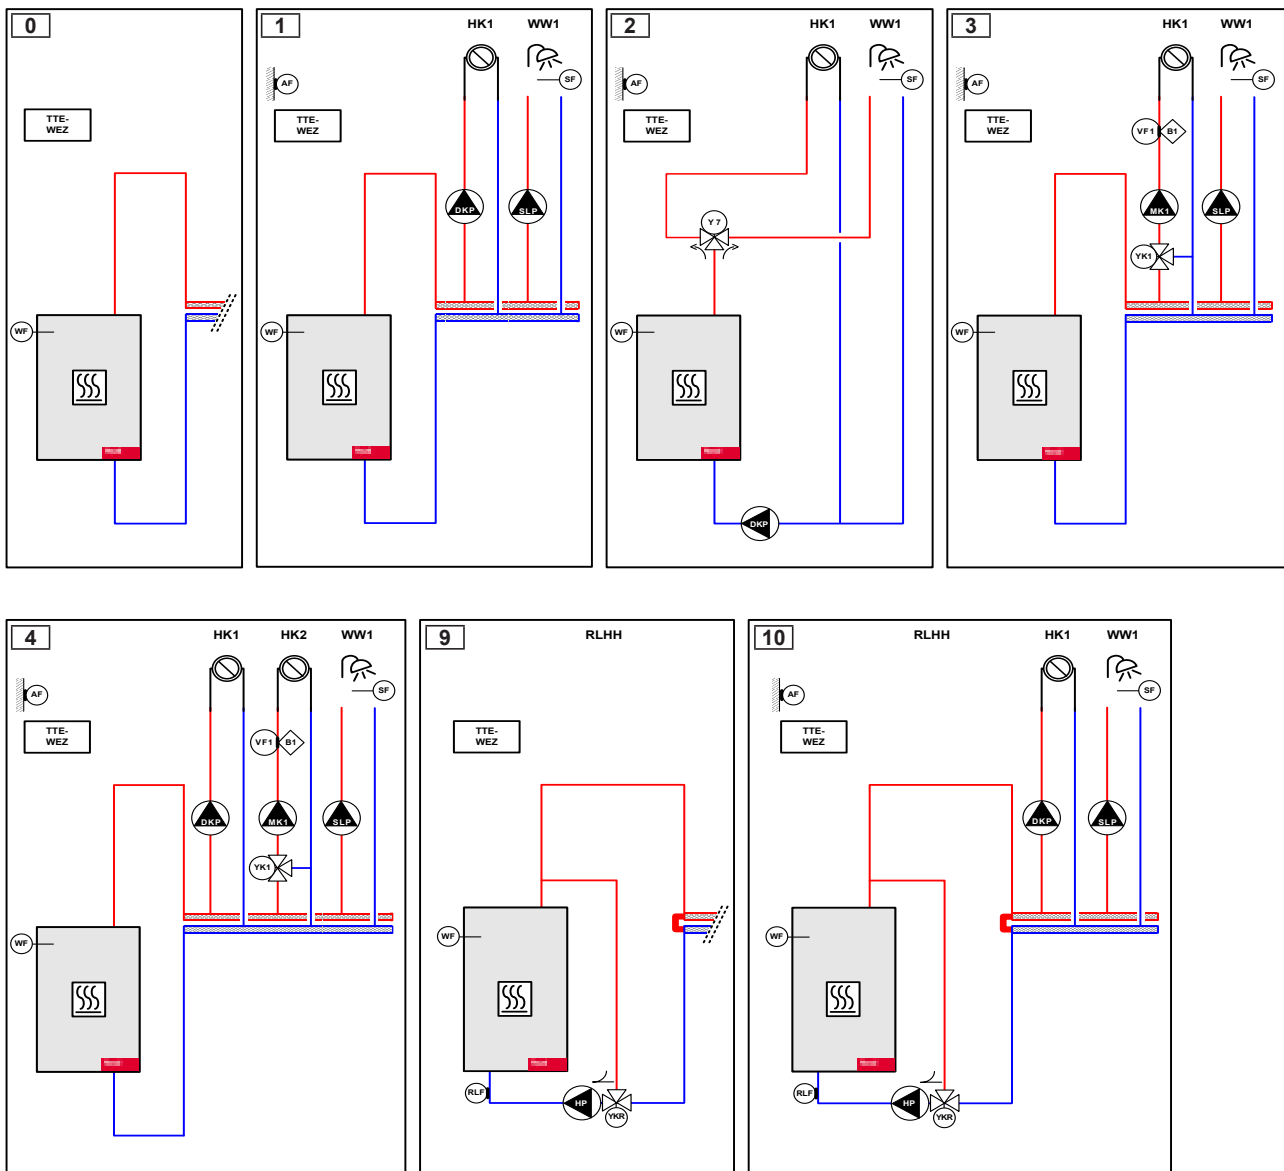 0
TTE-
WEZ
WF
1
HK1
WW1
AF
SF
TTE-
WEZ
DKP
SLP
WF
2
HK1
WW1
AF
SF
TTE-
WEZ
Y7
WF
DKP
3
HK1
WW1
AF
SF
TTE-
WEZ
VF1
B1
MK1
SLP
YK1
WF
4
HK1
HK2
WW1
AF
SF
TTE-
WEZ
VF1
B1
DKP
MK1
SLP
YK1
WF
9
RLHH
TTE-
WEZ
WF
RLF
HP
YKR
10
RLHH
HK1
WW1
AF
SF
TTE-
WEZ
DKP
SLP
WF
RLF
HP
YKR